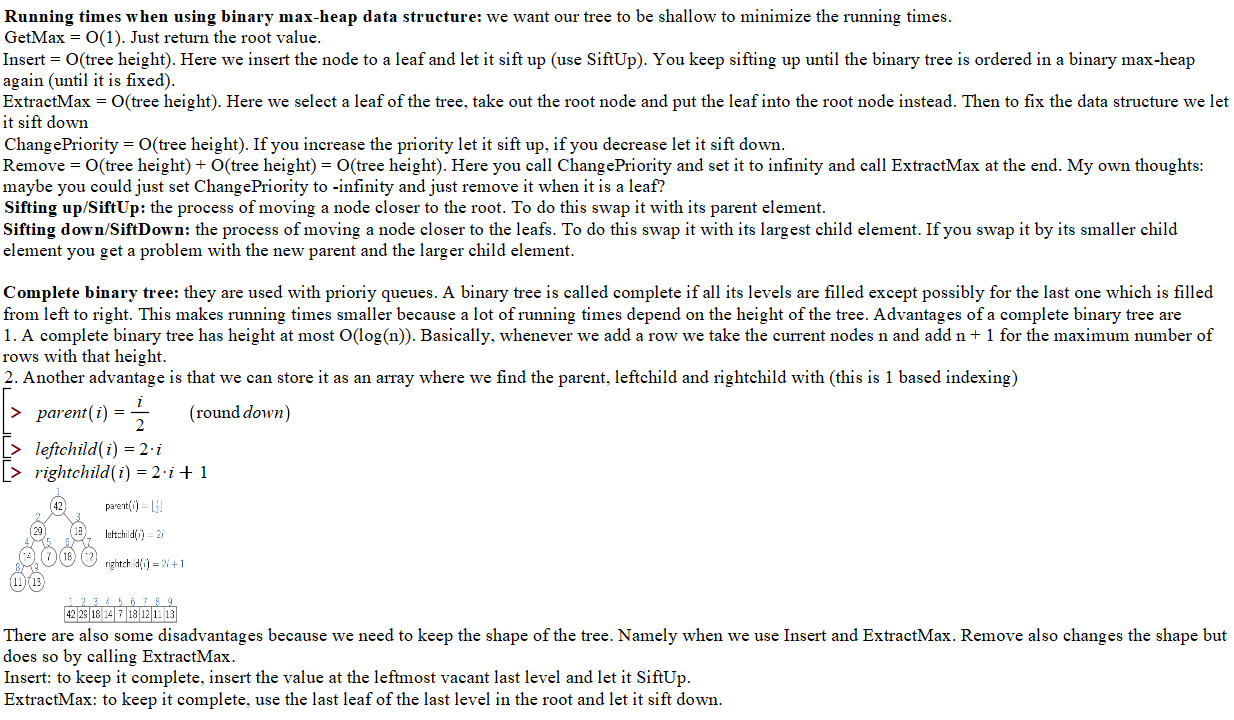 Running times when using binary max-heap data structure: we want our tree to be shallow to minimize the running times.
GetMax = O(1). Just return the root value.
Insert = O(tree height). Here we insert the node to a leaf and let it sift up (use SiftUp). You keep sifting up until the binary tree is ordered in a binary max-heap
again (until it is fixed).
ExtractMax = O(tree height). Here we select a leaf of the tree, take out the root node and put the leaf into the root node instead. Then to fix the data structure we let
it sift down
ChangePriority = O(tree height). If you increase the priority let it sift up, if you decrease let it sift down.
Remove = O(tree height) + O(tree height) = O(tree height). Here you call ChangePriority and set it to infinity and call ExtractMax at the end. My own thoughts:
maybe you could just set ChangePriority to -infinity and just remove it when it is a leaf?
Sifting up/SiftUp: the process of moving a node closer to the root. To do this swap it with its parent element.
Sifting down/SiftDown: the process of moving a node closer to the leafs. To do this swap it with its largest child element. If you swap it by its smaller child
element you get a problem with the new parent and the larger child element.
Complete binary tree: they are used with prioriy queues. A binary tree is called complete if all its levels are filled except possibly for the last one which is filled
from left to right. This makes running times smaller because a lot of running times depend on the height of the tree. Advantages of a complete binary tree are
1. A complete binary tree has height at most O(log(n)). Basically, whenever we add a row we take the current nodes n and add n + 1 for the maximum number of
rows with that height.
2. Another advantage is that we can store it as an array where we find the parent, leftchild and rightchild with (this is 1 based indexing)
> parent(i) = i/2 (round down)
> leftchild(i) = 2·i
> rightchild(i) = 2·i + 1
1
42 parent(i) = ⌊i/2⌋
2 3
29 18 leftchild(i) = 2i
4 5 6 7
14 7 18 12 rightchild(i) = 2i + 1
8 9
11 13
1 2 3 4 5 6 7 8 9
42 29 18 14 7 18 12 11 13
There are also some disadvantages because we need to keep the shape of the tree. Namely when we use Insert and ExtractMax. Remove also changes the shape but
does so by calling ExtractMax.
Insert: to keep it complete, insert the value at the leftmost vacant last level and let it SiftUp.
ExtractMax: to keep it complete, use the last leaf of the last level in the root and let it sift down.